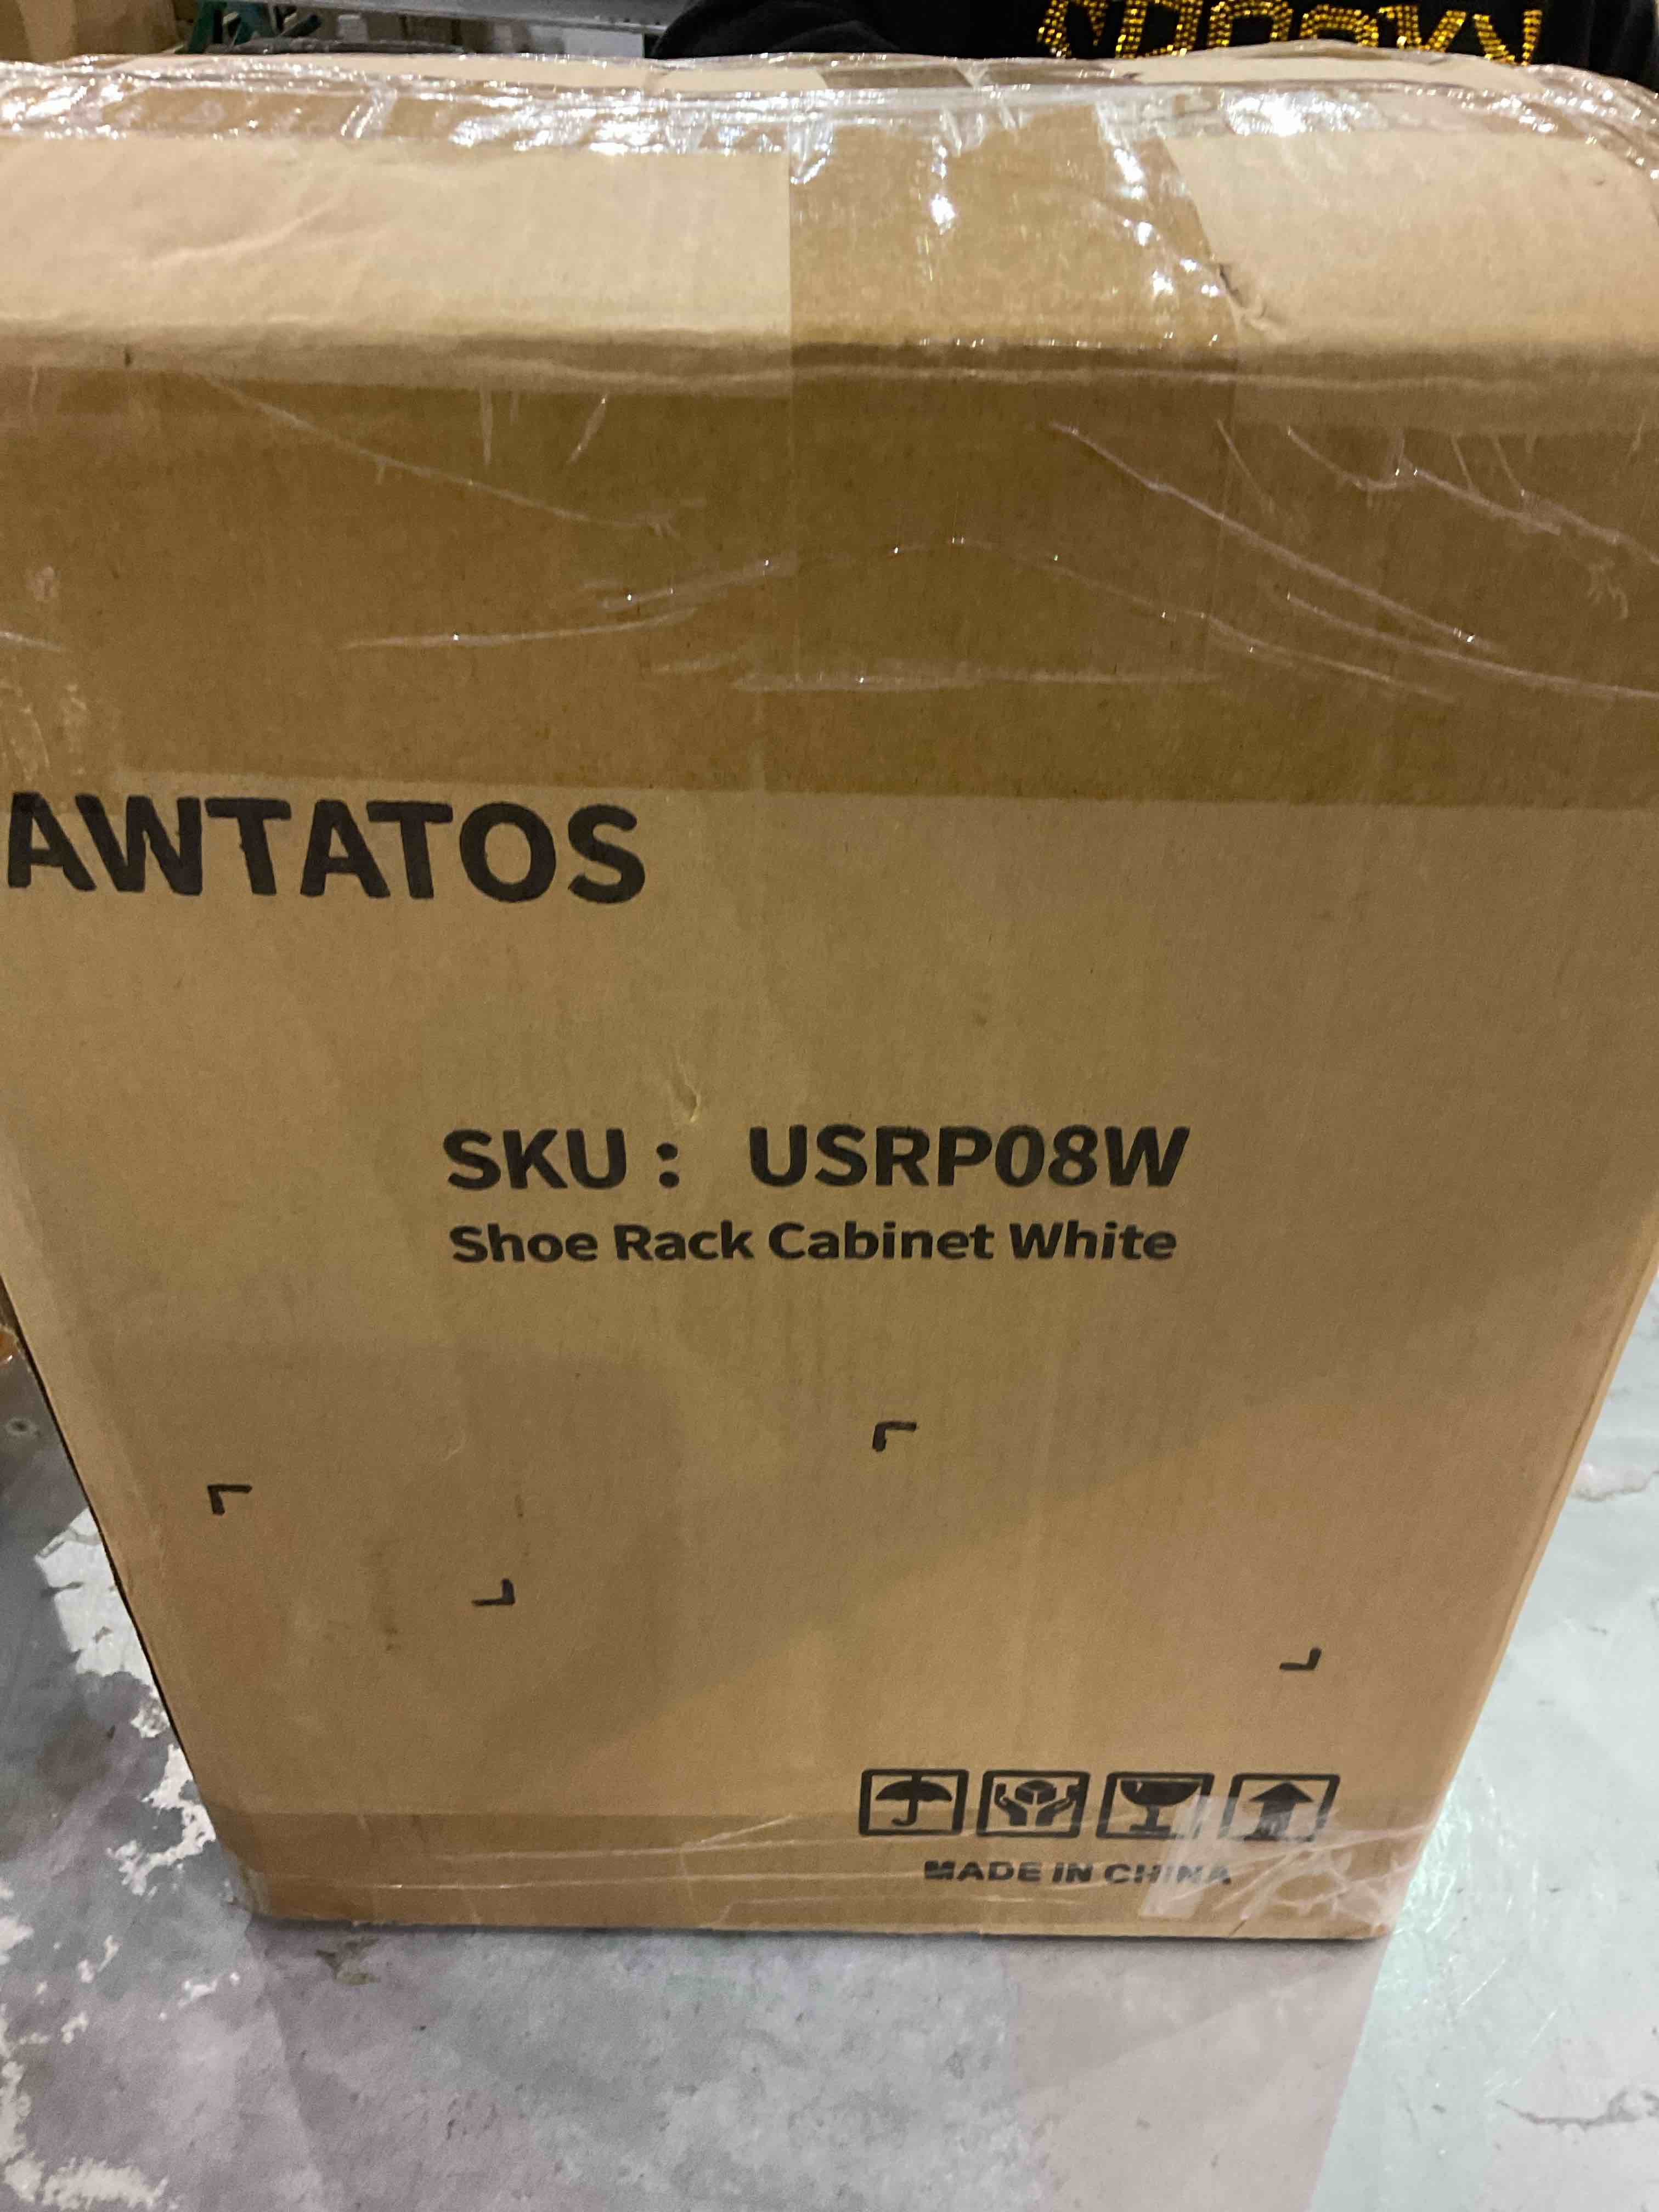 AWTATOS
SKU： USRP08W
Shoe Rack Cabinet White
MADE IN CHINA